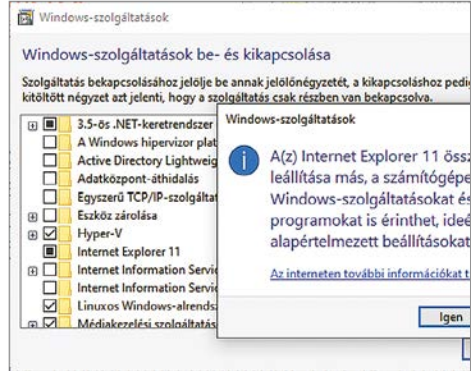 Windows-szolgáltatások
Windows-szolgáltatások be- és kikapcsolása
Szolgáltatás bekapcsolásához jelölje be annak jelölőnégyzetét, a kikapcsoláshoz pedig
kitöltött négyzet azt jelenti, hogy a szolgáltatás csak részben van bekapcsolva.
3.5-ös .NET-keretrendszer
A Windows hipervizor plat
Active Directory Lightweig
Adatközpont-áthidalás
Egyszerű TCP/IP-szolgáltat
Eszköz zárolása
Hyper-V
Internet Explorer 11
Internet Information Servic
Internet Information Servic
Linuxos Windows-alrends
Médiakezelési szolgáltatás
Windows-szolgáltatások
A(z) Internet Explorer 11 össz
leállítása más, a számítógépe
Windows-szolgáltatásokat és
programokat is érinthet, ideé
alapértelmezett beállításokat
Az interneten további információkat t
Igen